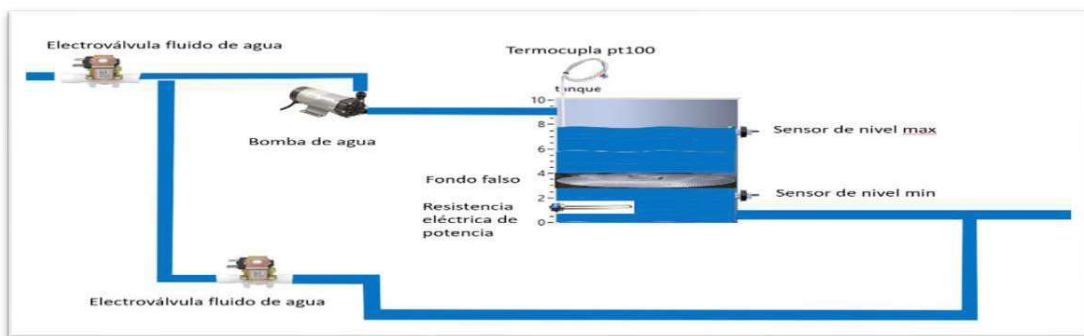 Electroválvula fluido de agua
Termocupla pt100
tanque
10
8
6
4
2
0
Bomba de agua
Sensor de nivel max
Fondo falso
Sensor de nivel min
Resistencia
eléctrica de
potencia
Electroválvula fluido de agua